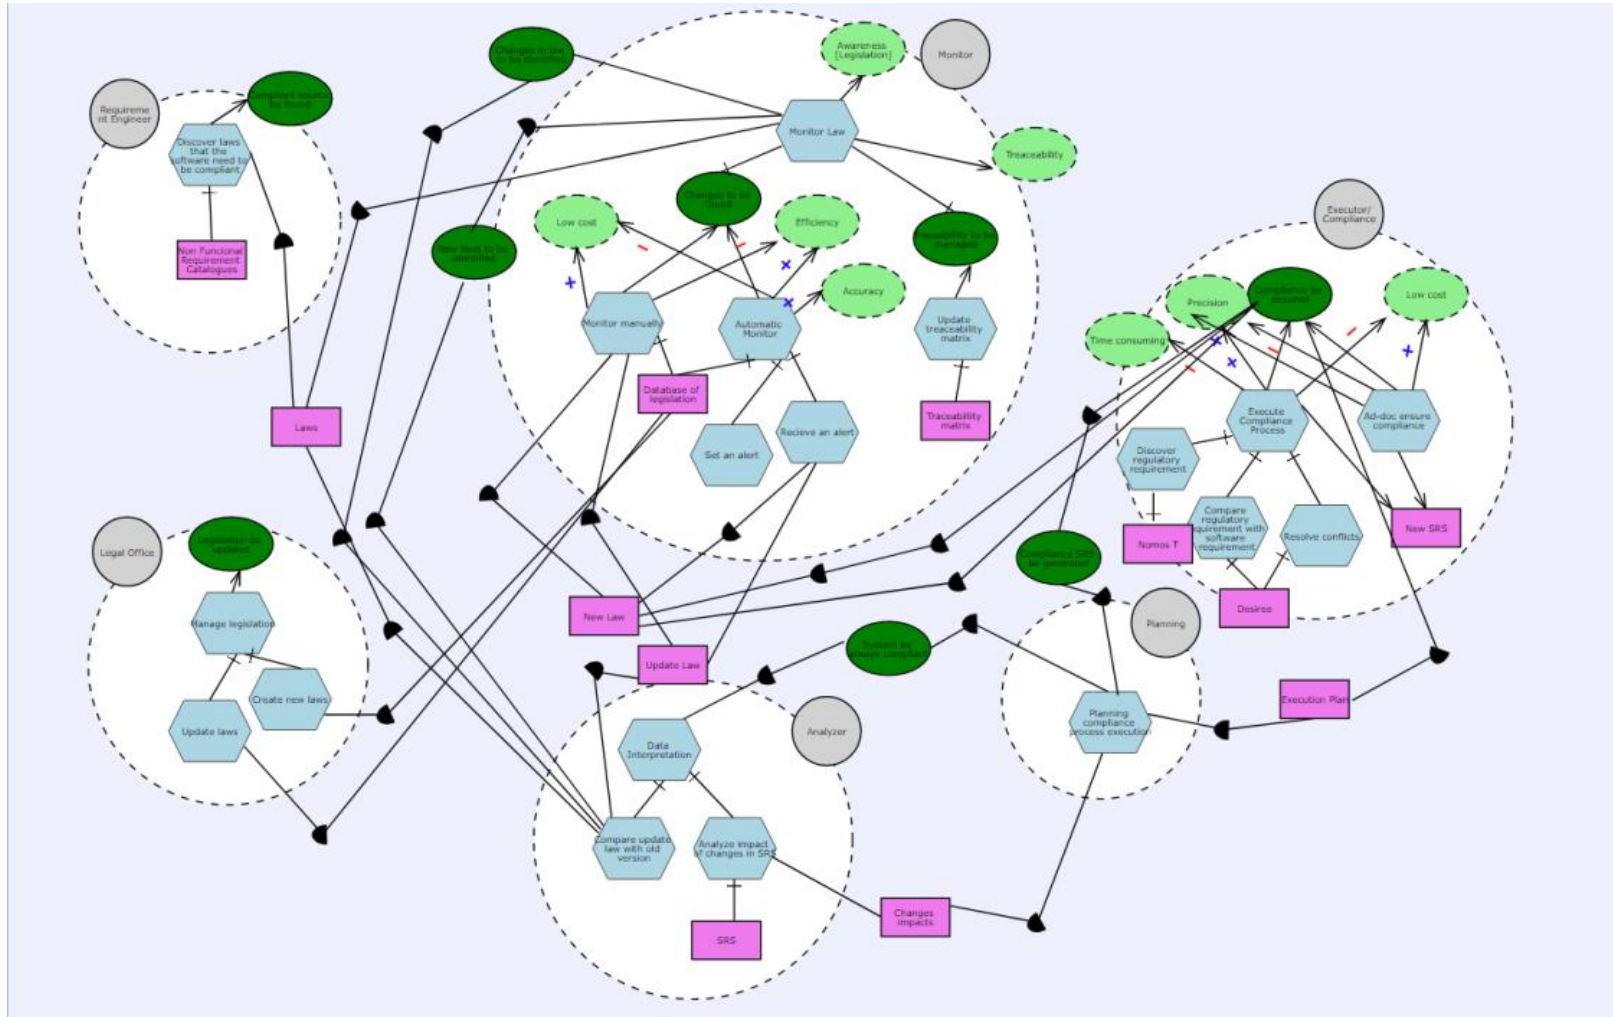 Changes in law
to be identified
Awareness
[Legislation]
Monitor
Requireme
nt Engineer
Compliant source
be found
Monitor Law
Discover laws
that the
software need to
be compliant
Treaceability
Changes to be
found
Low cost
Efficiency
Executor/
Compliance
Non Funcional
Requirement
Catalogues
New laws to be
identified
Traceability to be
managed
Accuracy
Precision
Compliance be
ensured
Low cost
Monitor manually
Automatic
Monitor
Update
treaceability
matrix
Time consuming
Database of
legislation
Laws
Set an alert
Recieve an alert
Traceabillity
matrix
Execute
Compliance
Process
Ad-doc ensure
compliance
Discover
regulatory
requirement
Legal Office
Legislation be
updated
Compare
regulatory
quirement with
software
requirement
Resolve conflicts
New SRS
Nomos T
Compliance SRS
be generated
Desiree
New Law
Manage legislation
System be
always compliant
Planning
Update Law
Create new laws
Update laws
Execution Plan
Analyzer
Data
Interpretation
Planning
compliance
process execution
Compare update
law with old
version
Analyze impact
of changes in SRS
Changes
impacts
SRS